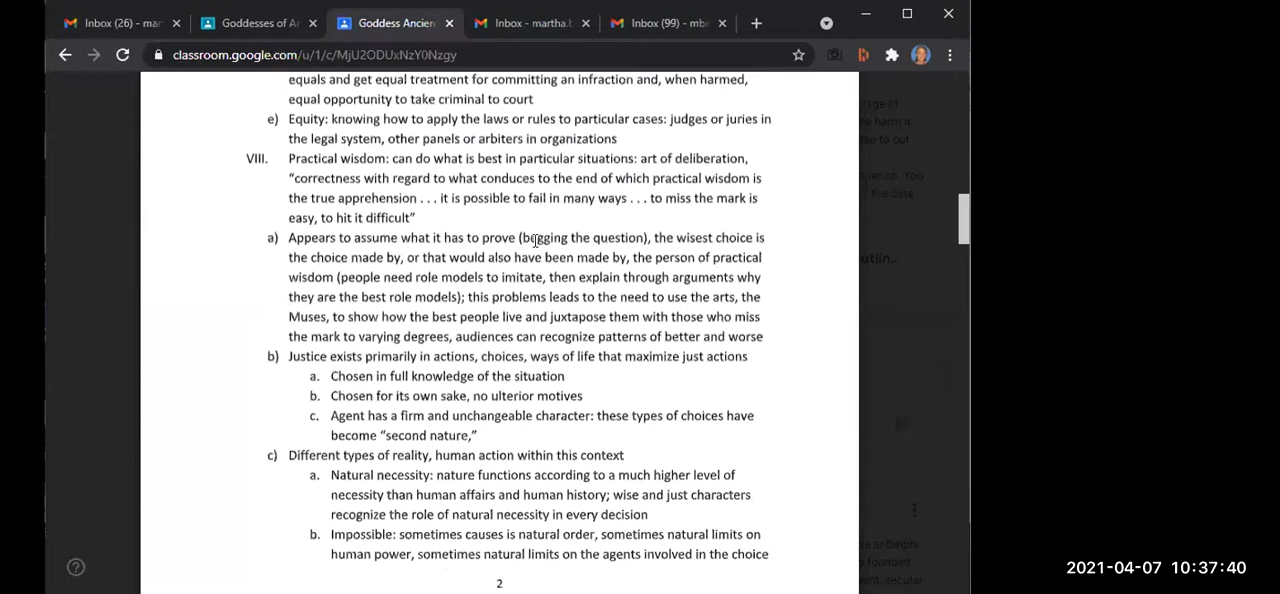 Inbox (26) - mar
Goddesses of Ar
Goddess Ancien
Inbox - martha.
Inbox (99) - mb
classroom.google.com/u/1/c/MjU2ODUxNzY0Nzgy
equals and get equal treatment for committing an infraction and, when harmed,
equal opportunity to take criminal to court
e) Equity: knowing how to apply the laws or rules to particular cases: judges or juries in
the legal system, other panels or arbiters in organizations
VIII. Practical wisdom: can do what is best in particular situations: art of deliberation,
“correctness with regard to what conduces to the end of which practical wisdom is
the true apprehension . . . it is possible to fail in many ways . . . to miss the mark is
easy, to hit it difficult”
a) Appears to assume what it has to prove (begging the question), the wisest choice is
the choice made by, or that would also have been made by, the person of practical
wisdom (people need role models to imitate, then explain through arguments why
they are the best role models); this problems leads to the need to use the arts, the
Muses, to show how the best people live and juxtapose them with those who miss
the mark to varying degrees, audiences can recognize patterns of better and worse
b) Justice exists primarily in actions, choices, ways of life that maximize just actions
a. Chosen in full knowledge of the situation
b. Chosen for its own sake, no ulterior motives
c. Agent has a firm and unchangeable character: these types of choices have
become “second nature,”
c) Different types of reality, human action within this context
a. Natural necessity: nature functions according to a much higher level of
necessity than human affairs and human history; wise and just characters
recognize the role of natural necessity in every decision
b. Impossible: sometimes causes is natural order, sometimes natural limits on
human power, sometimes natural limits on the agents involved in the choice
2
2021-04-07 10:37:40